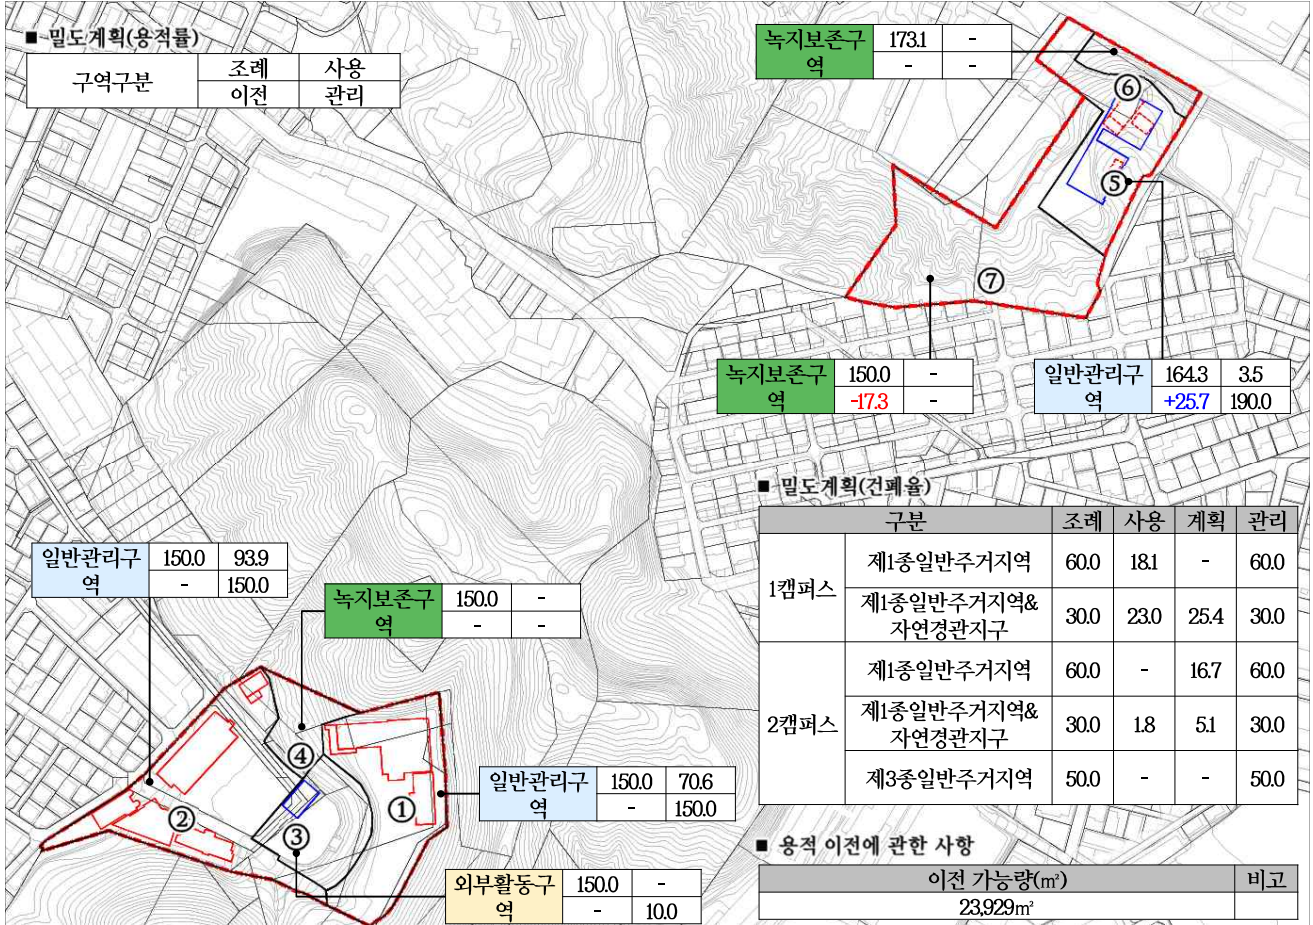 ■ 밀도계획(용적률)
구역구분 조례 사용
이전 관리
녹지보존구역 173.1 -
- -
⑥
⑤
⑦
녹지보존구역 150.0 -
-17.3 -
일반관리구역 164.3 3.5
+25.7 190.0
■ 밀도계획(건폐율)
구분 조례 사용 계획 관리
1캠퍼스 제1종일반주거지역 60.0 18.1 - 60.0
제1종일반주거지역&
자연경관지구 30.0 23.0 25.4 30.0
2캠퍼스 제1종일반주거지역 60.0 - 16.7 60.0
제1종일반주거지역&
자연경관지구 30.0 1.8 5.1 30.0
제3종일반주거지역 50.0 - - 50.0
일반관리구역 150.0 93.9
- 150.0
녹지보존구역 150.0 -
- -
④
②
③
①
일반관리구역 150.0 70.6
- 150.0
외부활동구역 150.0 -
- 10.0
■ 용적 이전에 관한 사항
이전 가능량(㎡) 비고
23,929㎡